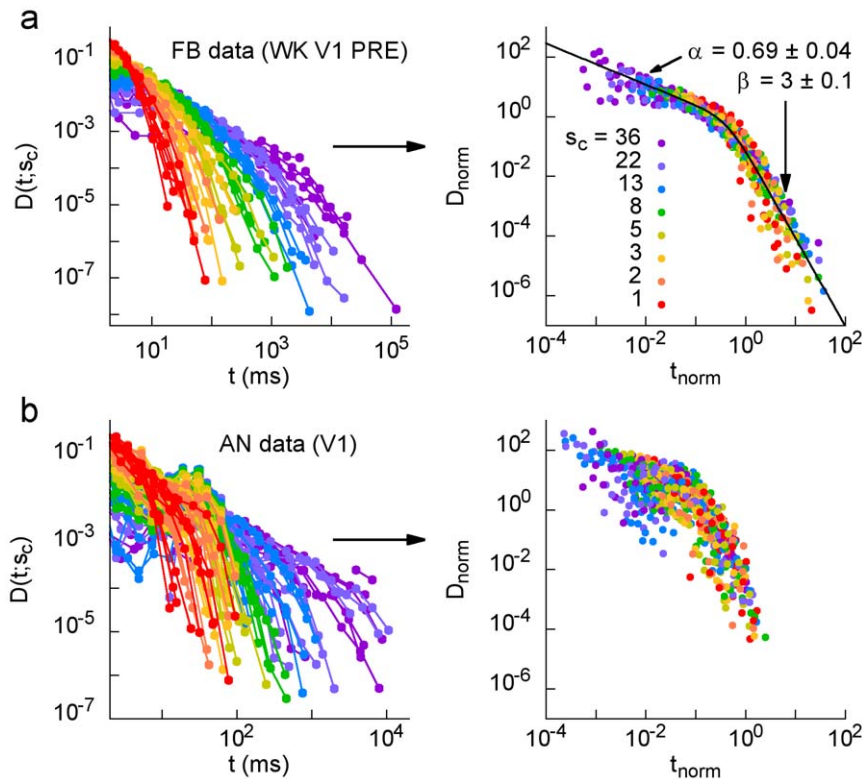 a
FB data (WK V1 PRE)
D(t;s_c)
10^-1
10^-3
10^-5
10^-7
10^1
10^3
10^5
t (ms)
α = 0.69 ± 0.04
β = 3 ± 0.1
D_norm
10^2
10^0
10^-2
10^-4
10^-6
s_c = 36
22
13
8
5
3
2
1
10^-4
10^-2
10^0
10^2
t_norm
b
AN data (V1)
D(t;s_c)
10^-1
10^-3
10^-5
10^-7
10^2
10^4
t (ms)
D_norm
10^2
10^0
10^-2
10^-4
10^-6
10^-4
10^-2
10^0
10^2
t_norm